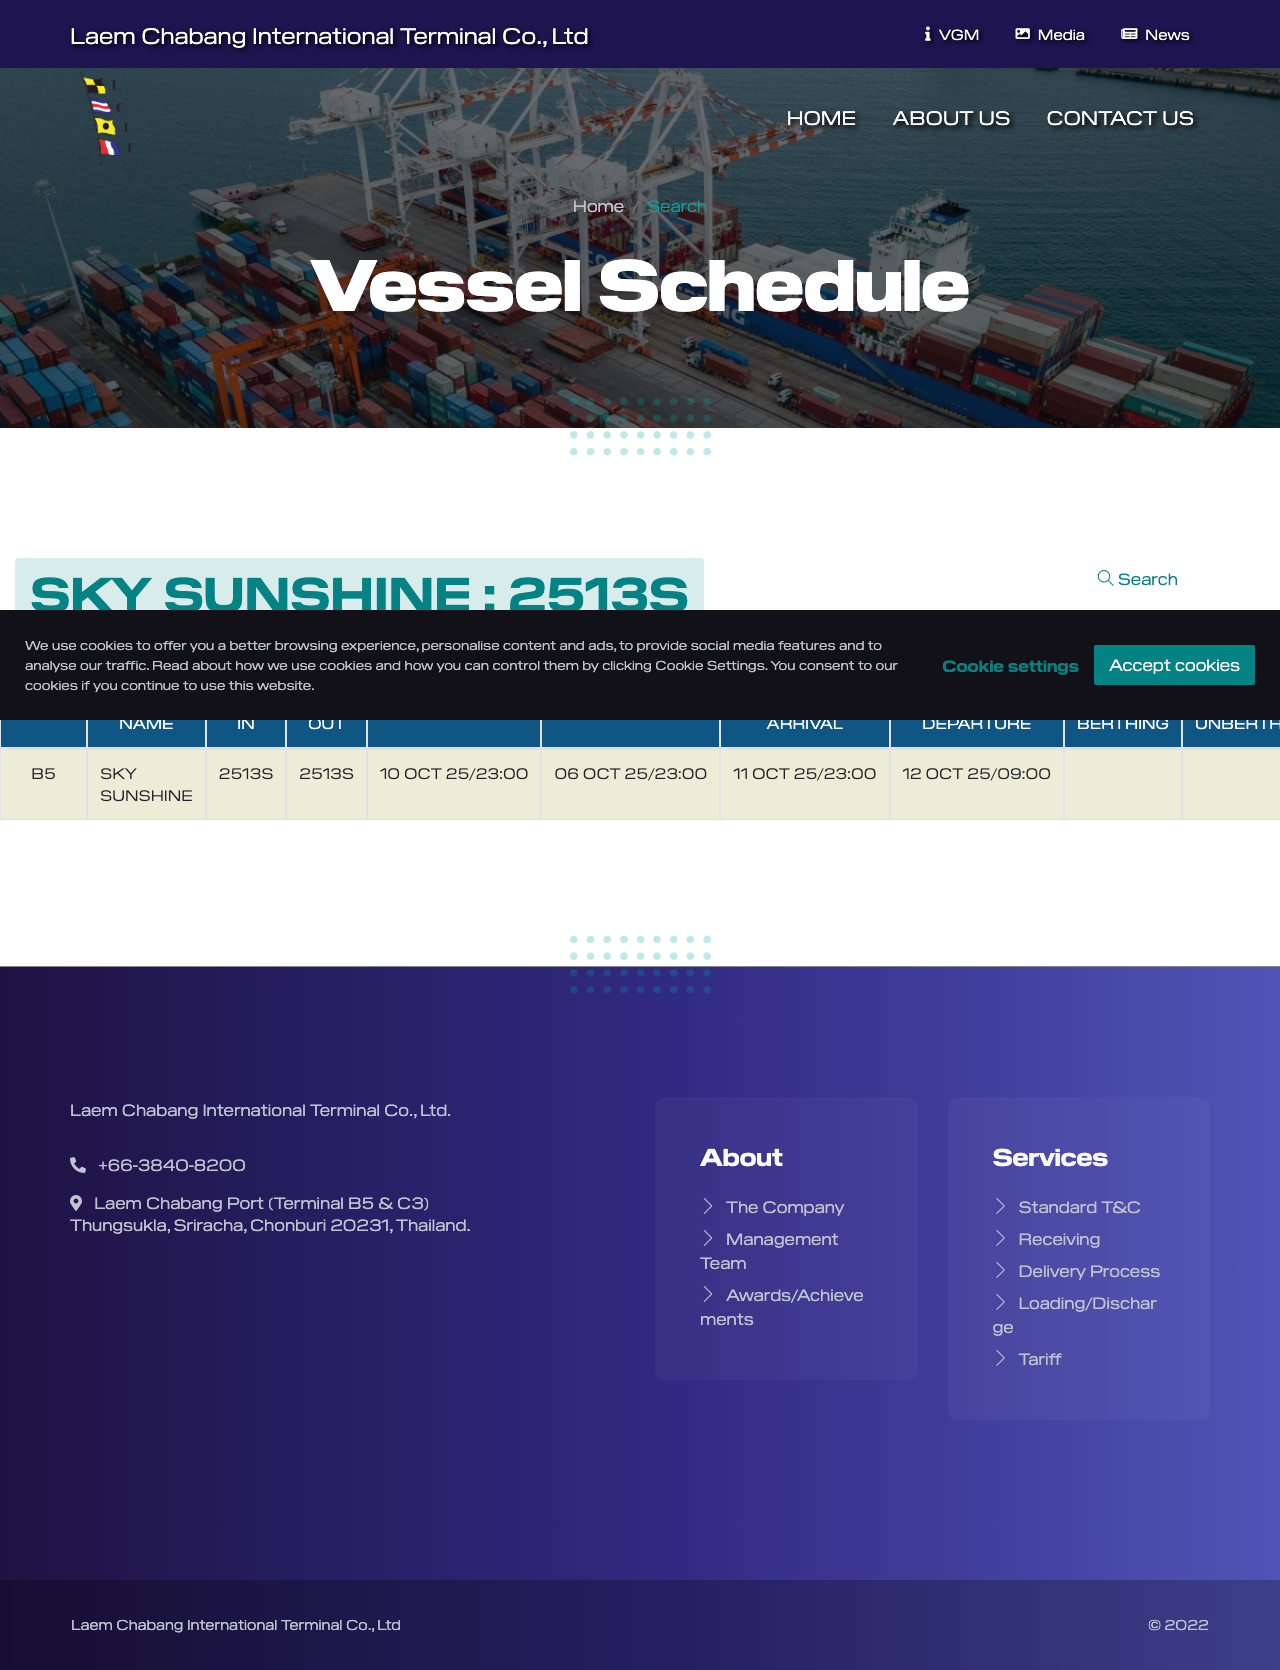 Laem Chabang International Terminal Co., Ltd
VGM
Media
News
HOME
ABOUT US
CONTACT US
Home / Search
Vessel Schedule
SKY SUNSHINE : 2513S
Search
We use cookies to offer you a better browsing experience, personalise content and ads, to provide social media features and to
analyse our traffic. Read about how we use cookies and how you can control them by clicking Cookie Settings. You consent to our
cookies if you continue to use this website.
Cookie settings
Accept cookies
NAME
IN
OUT
ARRIVAL
DEPARTURE
BERTHING
UNBERTH
B5
SKY
SUNSHINE
2513S
2513S
10 OCT 25/23:00
06 OCT 25/23:00
11 OCT 25/23:00
12 OCT 25/09:00
Laem Chabang International Terminal Co., Ltd.
+66-3840-8200
Laem Chabang Port (Terminal B5 & C3)
Thungsukla, Sriracha, Chonburi 20231, Thailand.
About
The Company
Management
Team
Awards/Achieve
ments
Services
Standard T&C
Receiving
Delivery Process
Loading/Dischar
ge
Tariff
Laem Chabang International Terminal Co., Ltd
© 2022